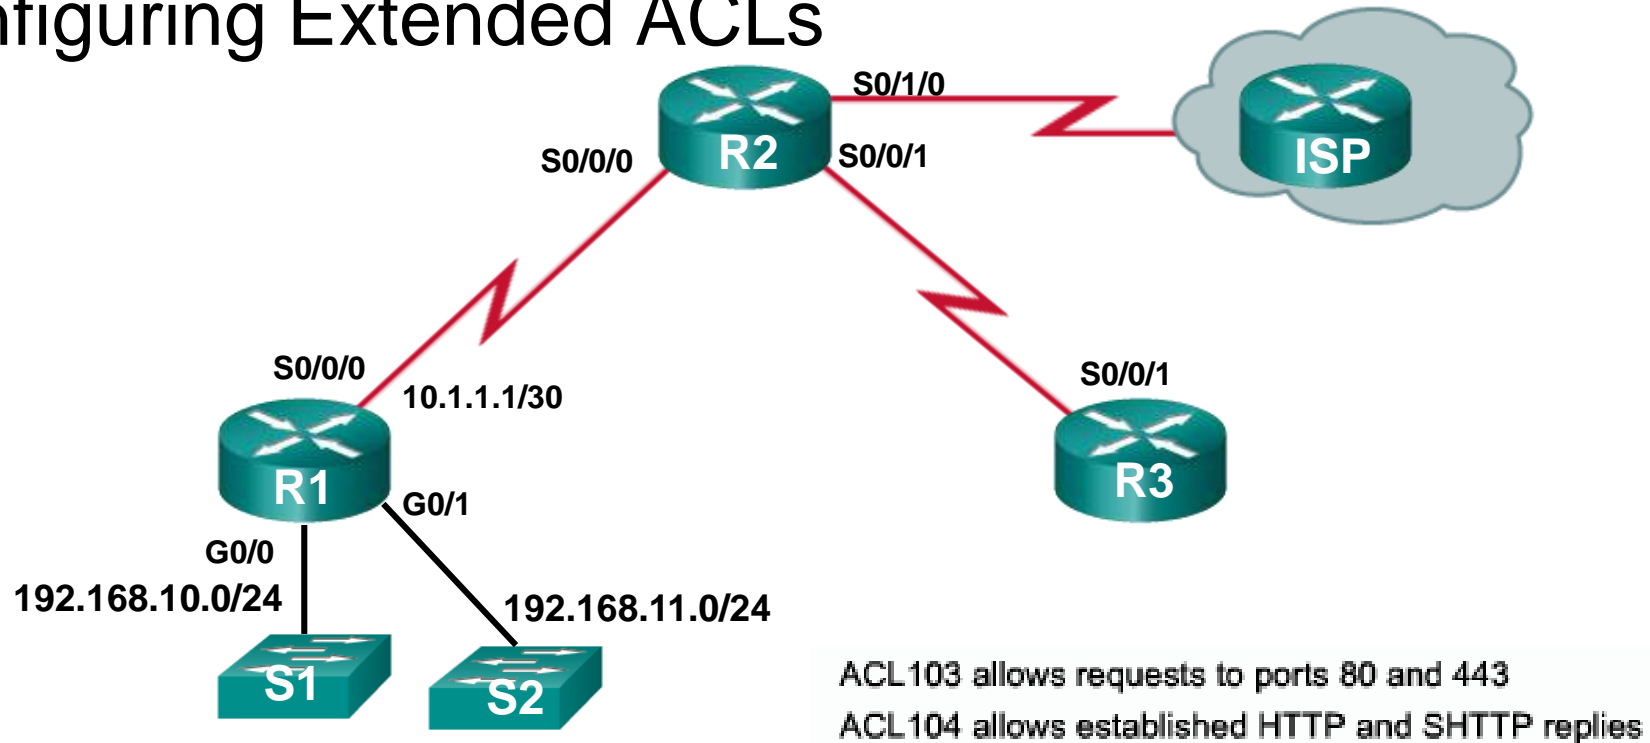 nfiguring Extended ACLs
S0/1/0
R2
ISP
S0/0/0
S0/0/1
S0/0/0
10.1.1.1/30
S0/0/1
R1
R3
G0/1
G0/0
192.168.10.0/24
192.168.11.0/24
S1
S2
ACL103 allows requests to ports 80 and 443
ACL104 allows established HTTP and SHTTP replies